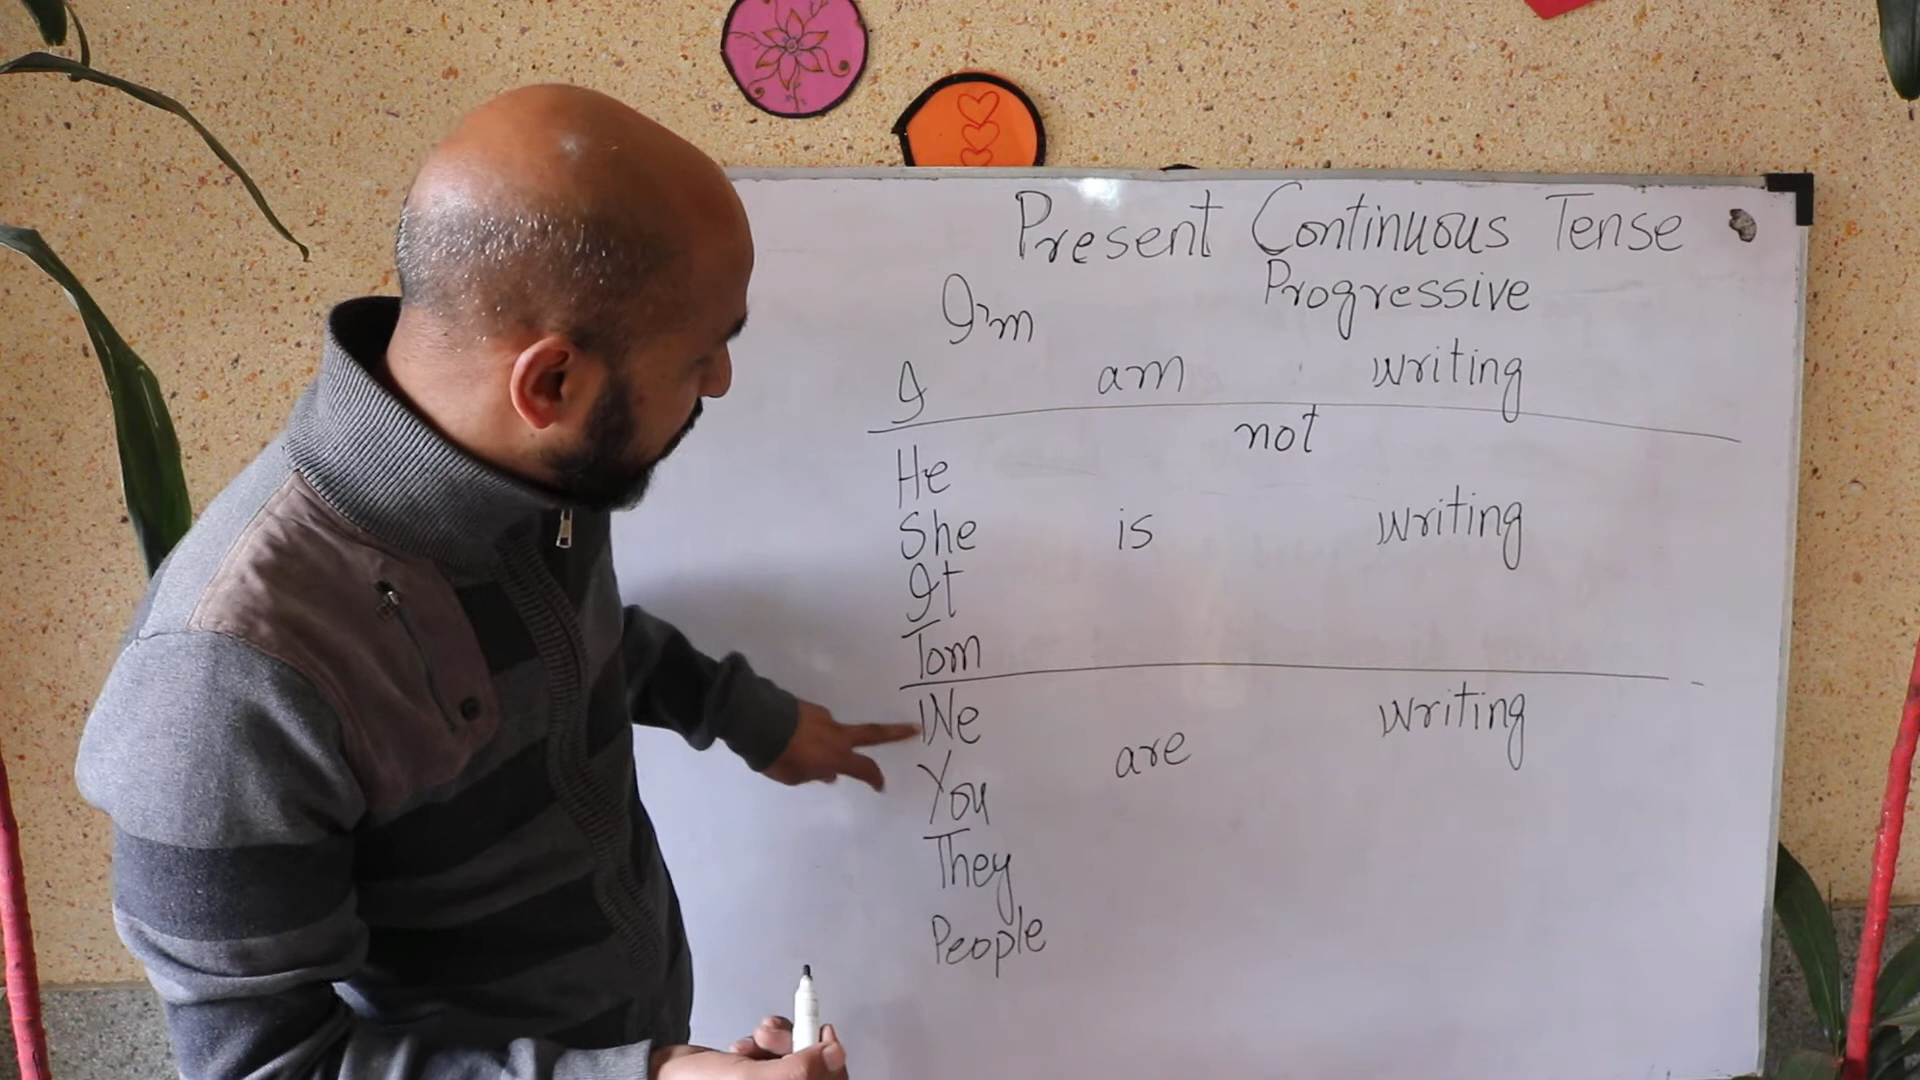 Present Continuous Tense
Progressive
I'm
I am writing
not
He
She is writing
It
Tom
We writing
You are
They
People